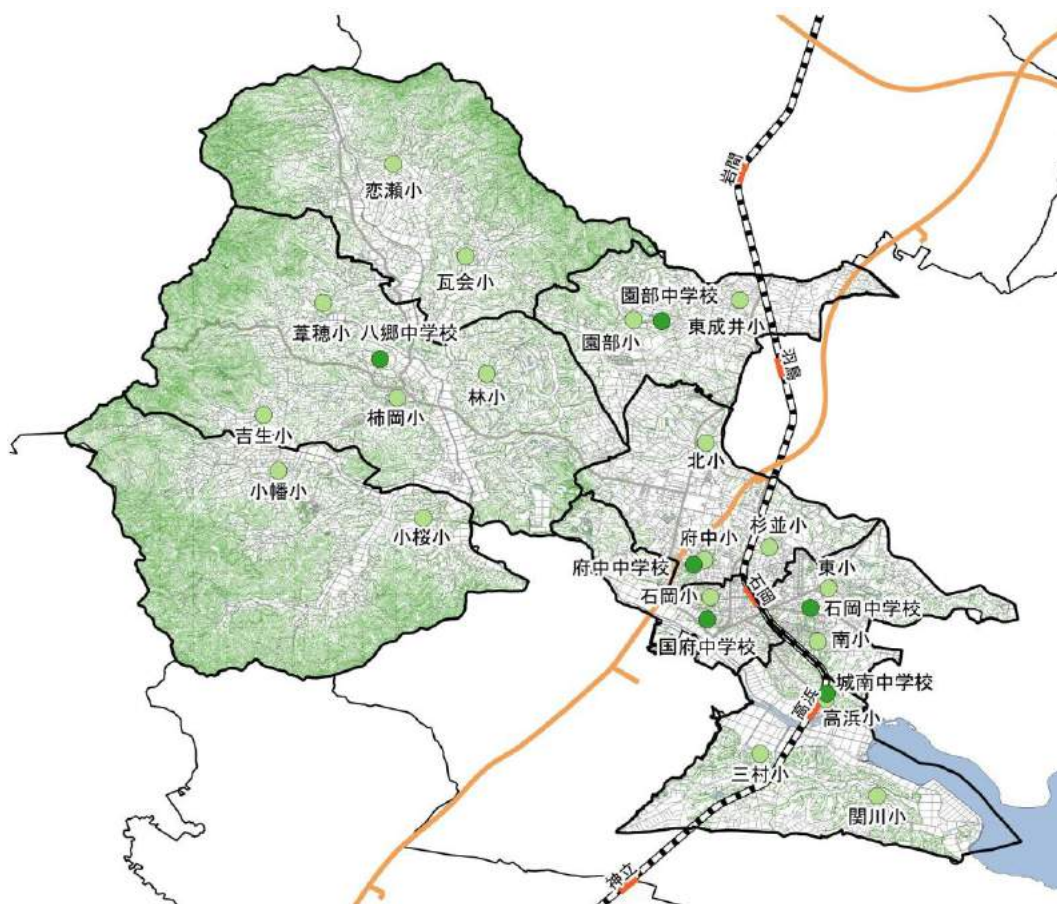 恋瀬小
岩間
瓦会小
園部中学校
葦穂小
八郷中学校
園部小
東成井小
羽鳥
林小
柿岡小
吉生小
北小
小幡小
小桜小
杉並小
府中小
府中中学校
東小
石岡
石岡小
石岡中学校
国府中学校
南小
城南中学校
高浜
高浜小
三村小
関川小
神立